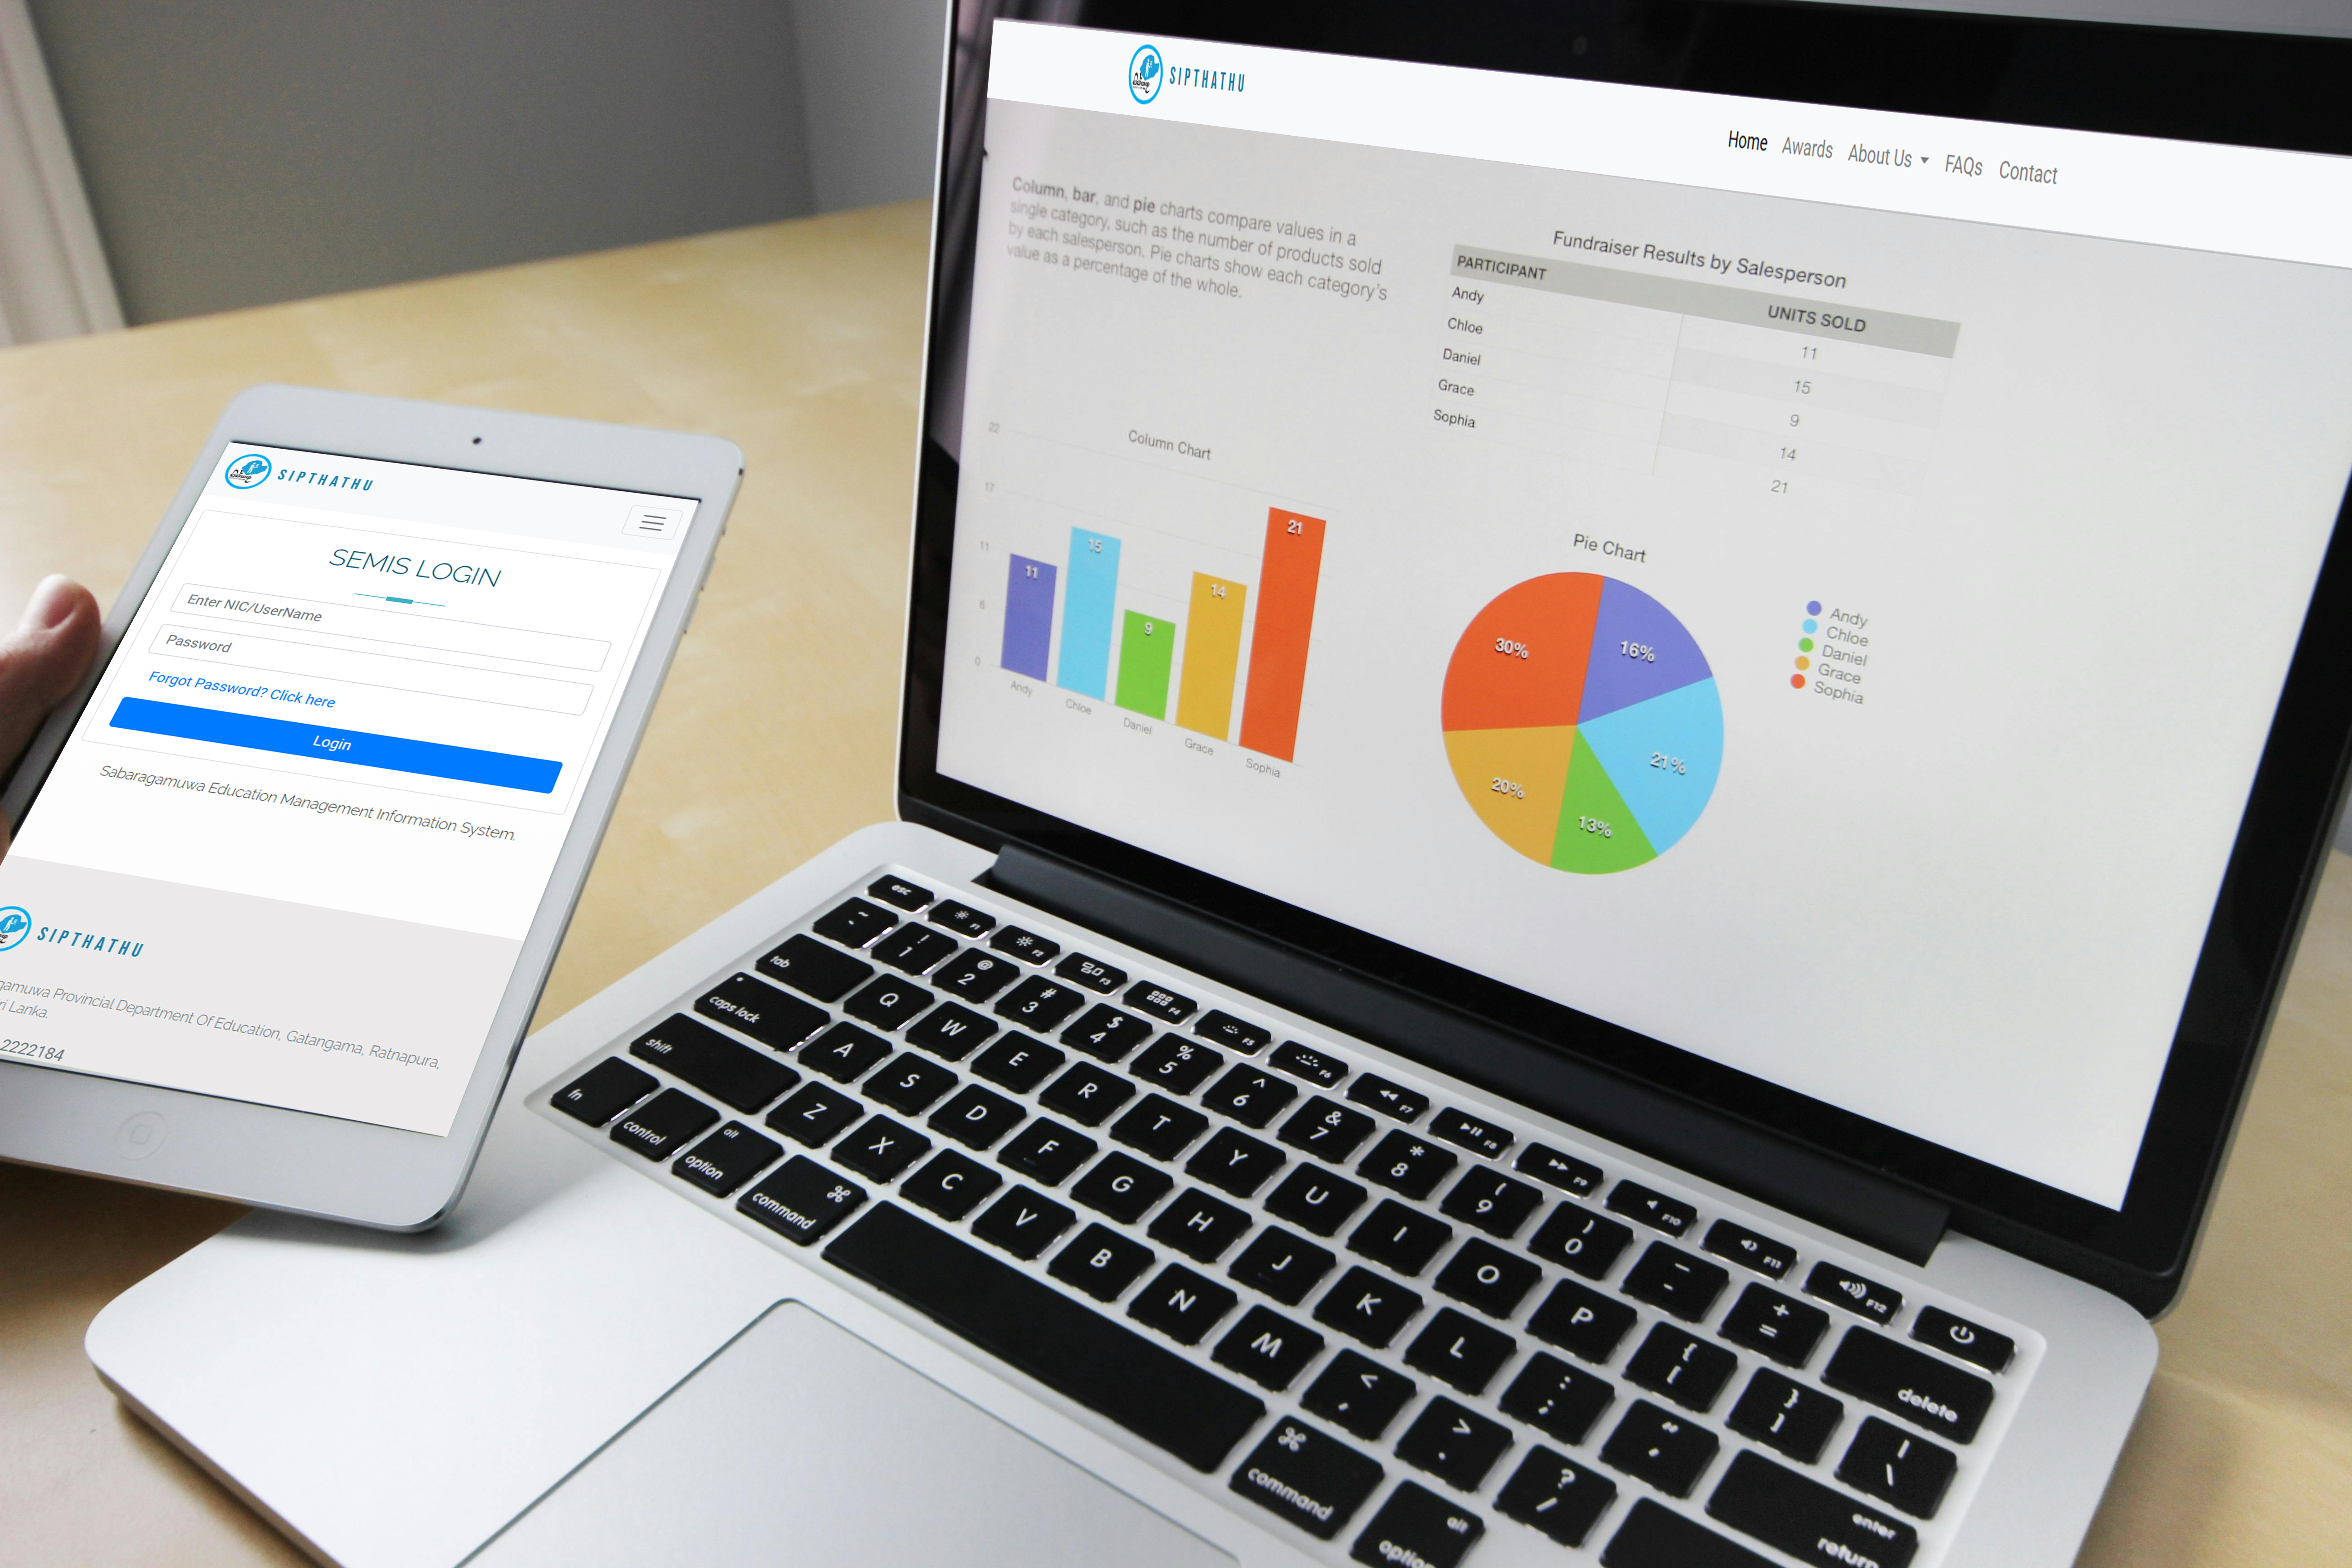 SIPTHATHU
SEMIS LOGIN
Enter NIC/UserName
Password
Forgot Password? Click here
Login
Sabaragamuwa Education Management Information System.
SIPTHATHU
Provincial Department Of Education, Gatangama, Ratnapura,
Lanka.
2222184
SIPTHATHU
Home Awards About Us FAQs Contact
Column, bar, and pie charts compare values in a
single category, such as the number of products sold
by each salesperson. Pie charts show each category's
value as a percentage of the whole.
Fundraiser Results by Salesperson
PARTICIPANT UNITS SOLD
Andy 11
Chloe 15
Daniel 9
Grace 14
Sophia 21
Column Chart
22
17
11
6
0
11 15 9 14 21
Andy Chloe Daniel Grace Sophia
Pie Chart
30% 16%
21%
20%
13%
Andy
Chloe
Daniel
Grace
Sophia
esc F1 F2 F3 F4 F5 F6 F7 F8 F9 F10 F11 F12
~ ` ! 1 @ 2 # 3 $ 4 % 5 ^ 6 & 7 * 8 ( 9 ) 0 _ - + = delete
tab Q W E R T Y U I O P { [ } ] | \
caps lock A S D F G H J K L : ; " ' enter return
shift Z X C V B N M < , > . ? /
fn control alt option ⌘ command ⌘ command alt option